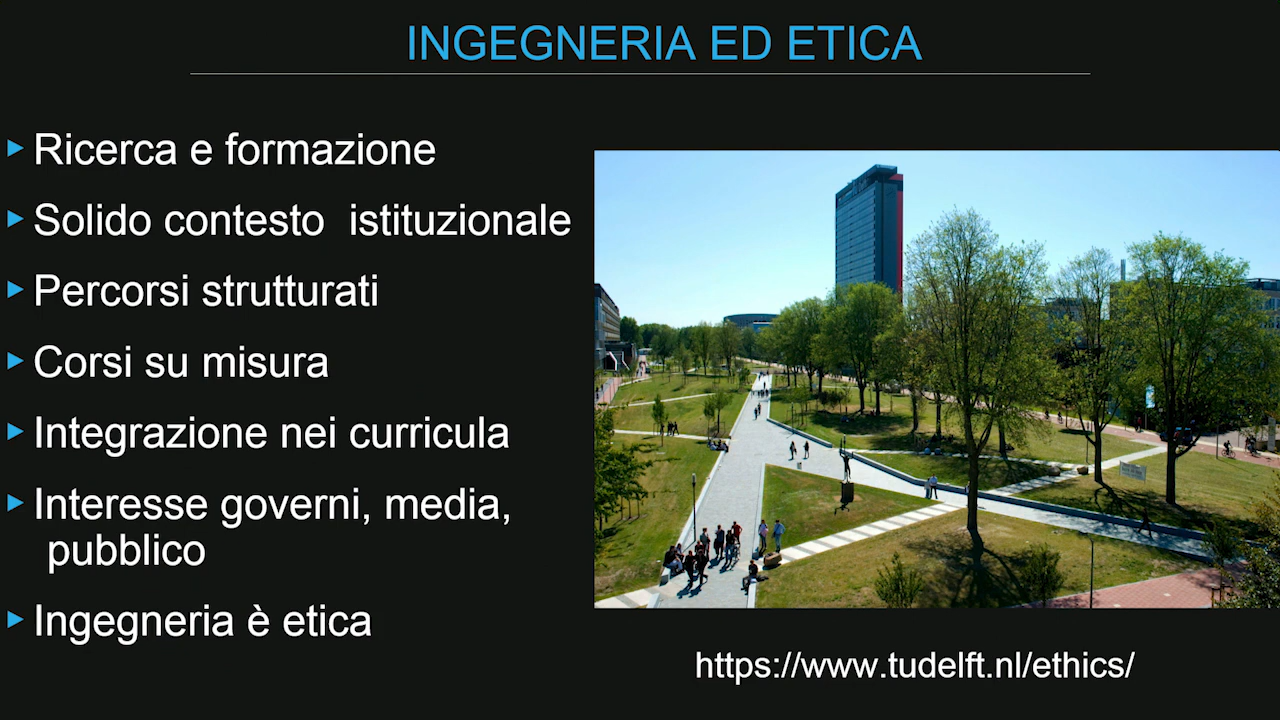 INGEGNERIA ED ETICA
Ricerca e formazione
Solido contesto istituzionale
Percorsi strutturati
Corsi su misura
Integrazione nei curricula
Interesse governi, media,
pubblico
Ingegneria è etica
https://www.tudelft.nl/ethics/